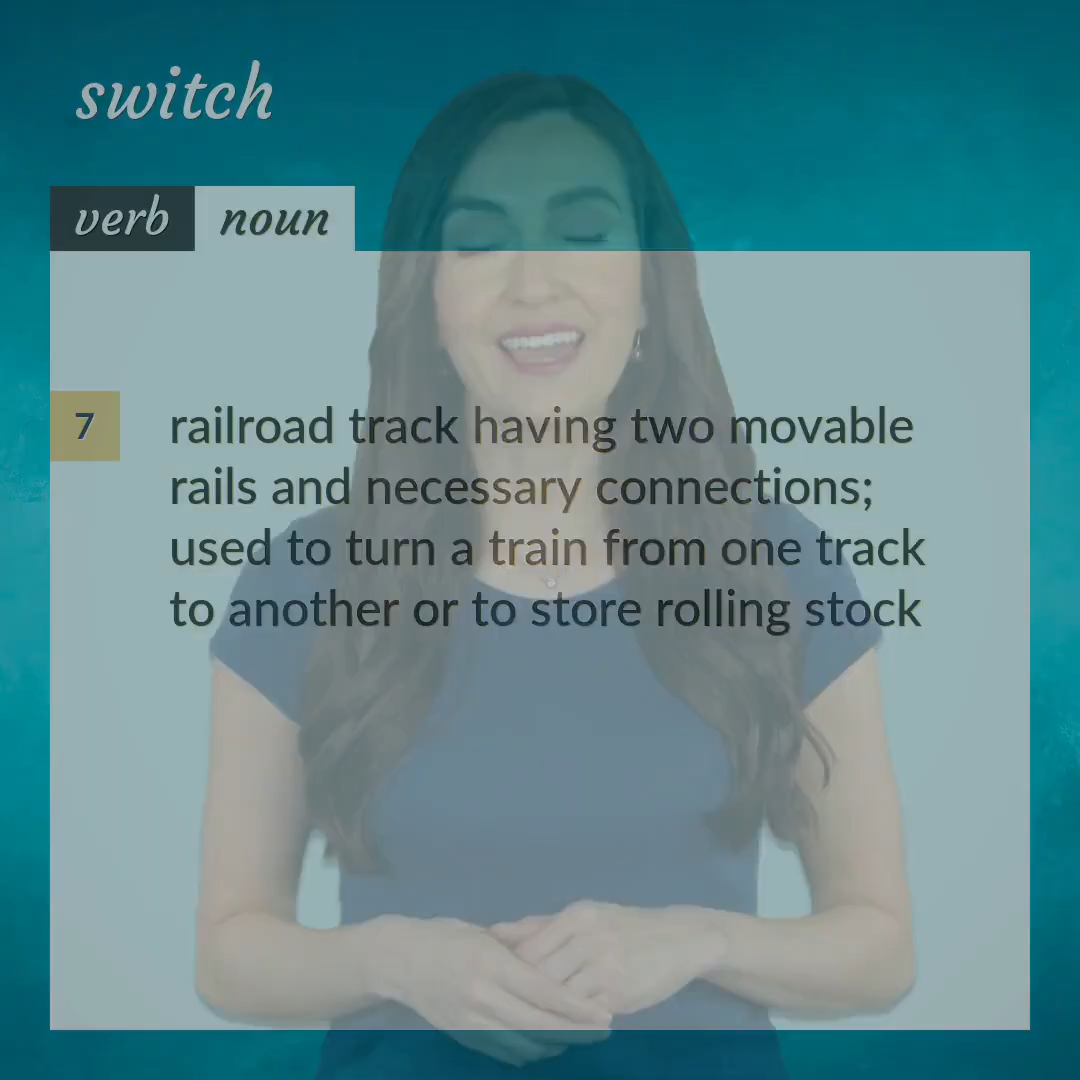 switch
verb noun
7 railroad track having two movable
rails and necessary connections;
used to turn a train from one track
to another or to store rolling stock